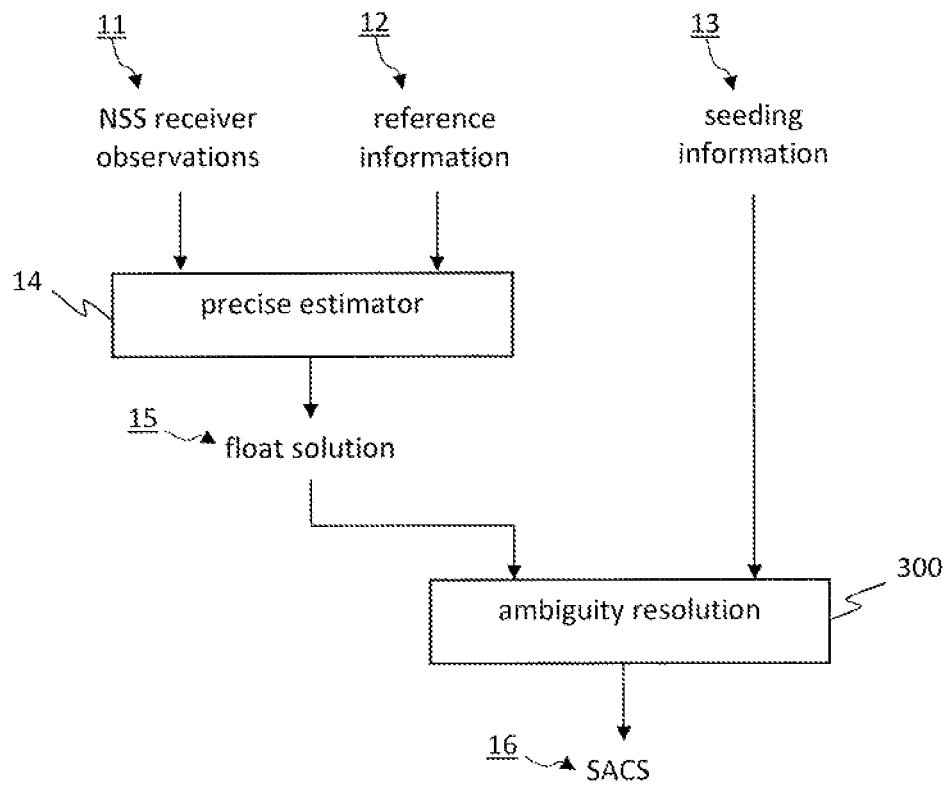 11
12
13
NSS receiver
observations
reference
information
seeding
information
14
precise estimator
15
float solution
300
ambiguity resolution
16
SACS